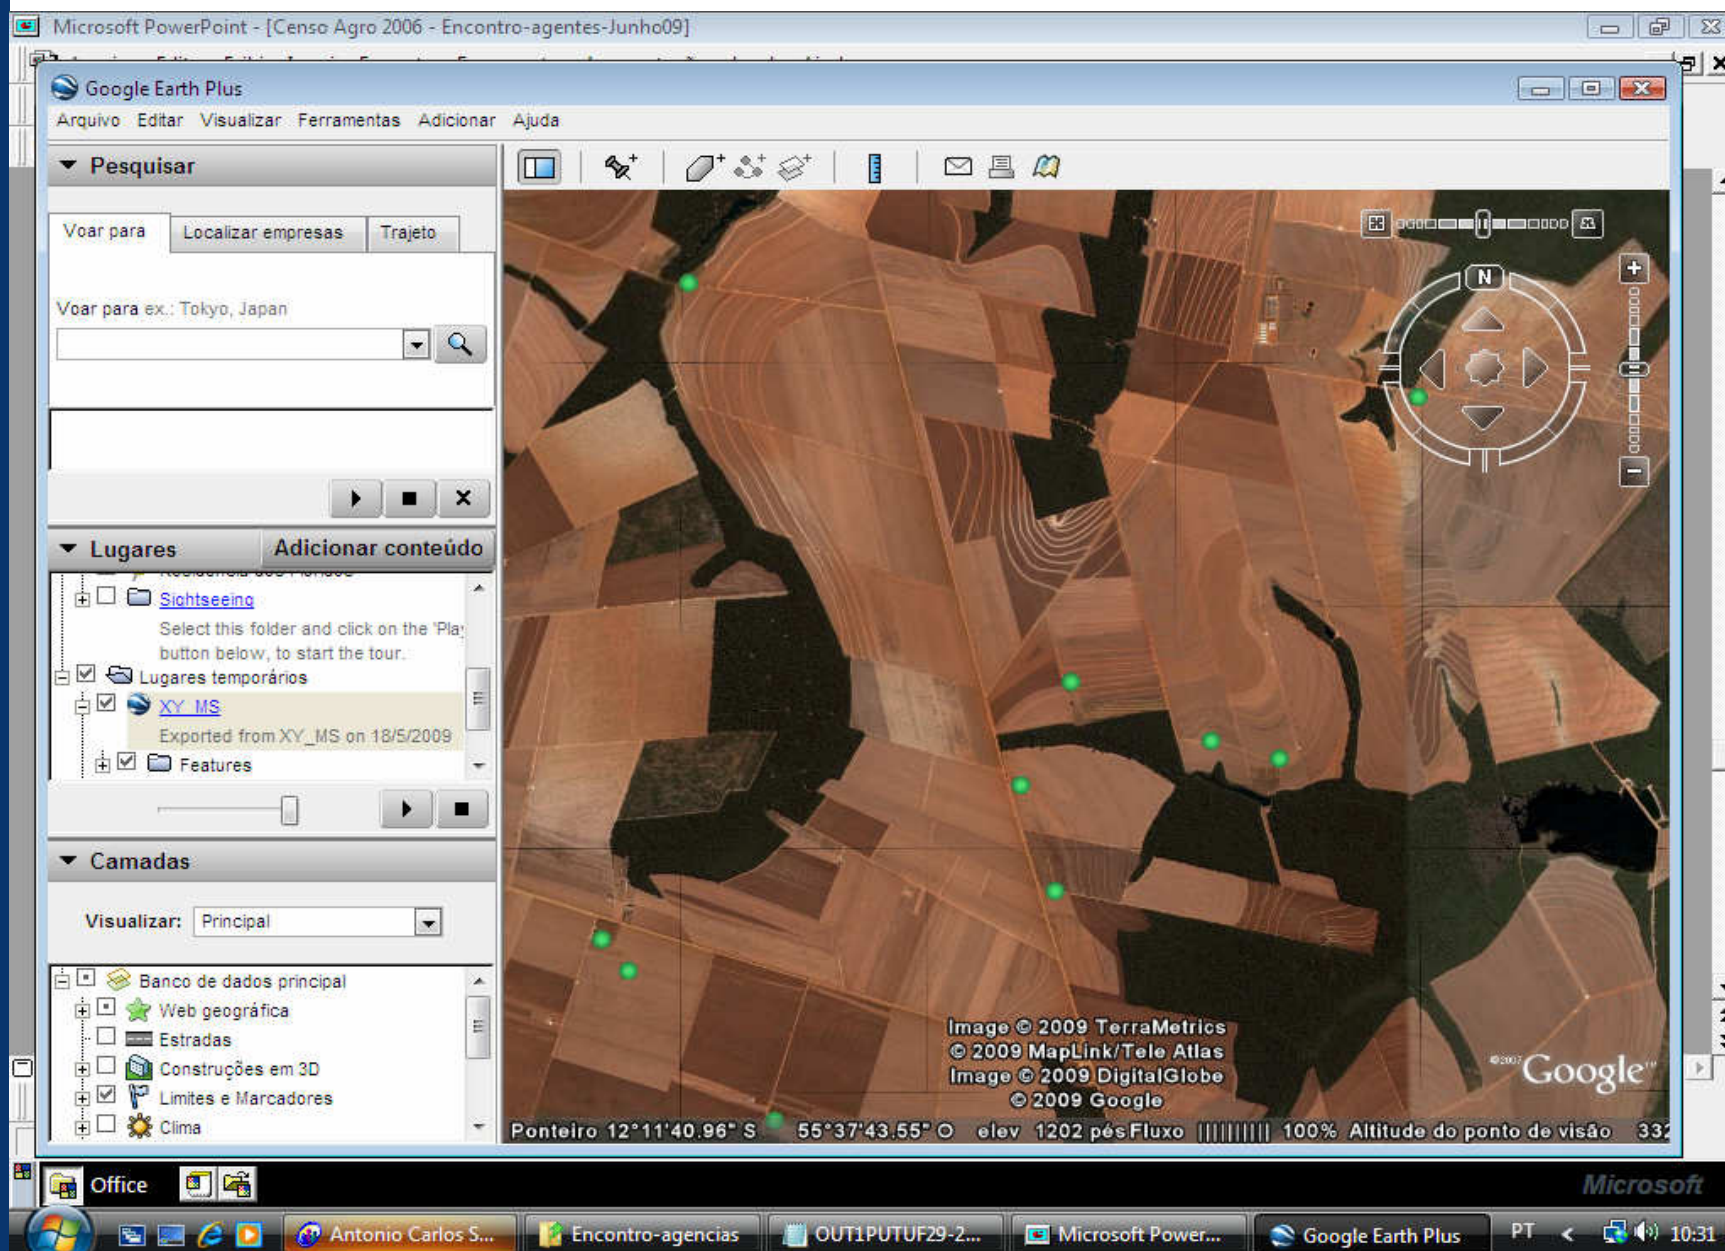 Microsoft PowerPoint - [Censo Agro 2006 - Encontro-agentes-Junho09]
Google Earth Plus
Arquivo Editar Visualizar Ferramentas Adicionar Ajuda
Pesquisar
Voar para Localizar empresas Trajeto
Voar para ex.: Tokyo, Japan
Lugares Adicionar conteúdo
Sightseeing
Select this folder and click on the 'Play
button below, to start the tour.
Lugares temporários
XY_MS
Exported from XY_MS on 18/5/2009
Features
Camadas
Visualizar: Principal
Banco de dados principal
Web geográfica
Estradas
Construções em 3D
Limites e Marcadores
Clima
N
Image © 2009 TerraMetrics
© 2009 MapLink/Tele Atlas
Image © 2009 DigitalGlobe
© 2009 Google
©2007 Google™
Ponteiro 12°11'40.96" S 55°37'43.55" O elev 1202 pés Fluxo |||||||||| 100% Altitude do ponto de visão 332
Office
Microsoft
Antonio Carlos S...
Encontro-agencias
OUT1PUTUF29-2...
Microsoft Power...
Google Earth Plus
PT
10:31